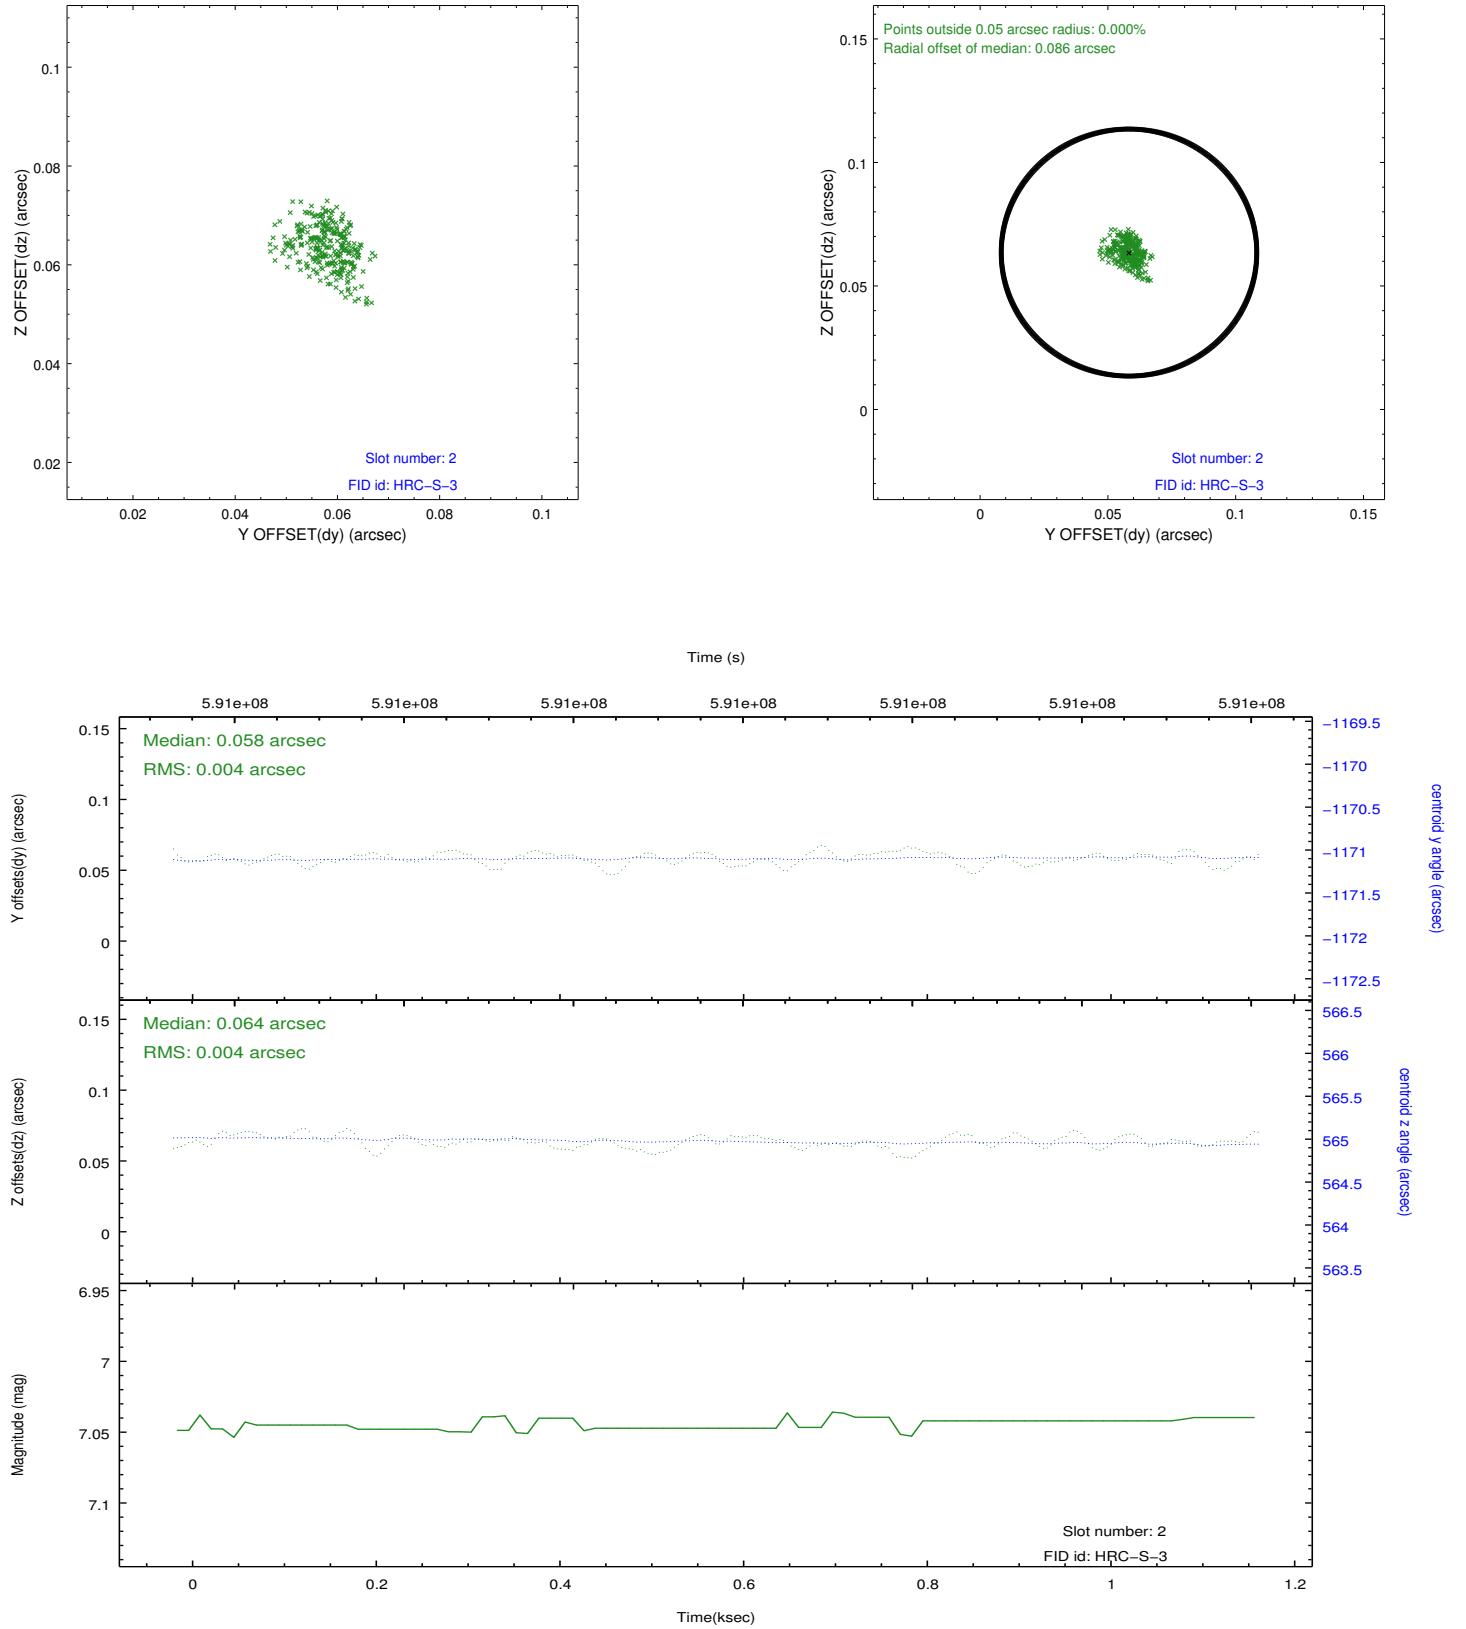 0.1
0.08
0.06
0.04
0.02
Z OFFSET(dz) (arcsec)
Slot number: 2
FID id: HRC−S−3
0.02 0.04 0.06 0.08 0.1
Y OFFSET(dy) (arcsec)
Points outside 0.05 arcsec radius: 0.000%
Radial offset of median: 0.086 arcsec
0.15
0.1
0.05
0
Z OFFSET(dz) (arcsec)
Slot number: 2
FID id: HRC−S−3
0 0.05 0.1 0.15
Y OFFSET(dy) (arcsec)
Time (s)
5.91e+08 5.91e+08 5.91e+08 5.91e+08 5.91e+08 5.91e+08 5.91e+08
Median: 0.058 arcsec
RMS: 0.004 arcsec
0.15
0.1
0.05
0
Y offsets(dy) (arcsec)
−1169.5
−1170
−1170.5
−1171
−1171.5
−1172
−1172.5
centroid y angle (arcsec)
Median: 0.064 arcsec
RMS: 0.004 arcsec
0.15
0.1
0.05
0
Z offsets(dz) (arcsec)
566.5
566
565.5
565
564.5
564
563.5
centroid z angle (arcsec)
6.95
7
7.05
7.1
Magnitude (mag)
Slot number: 2
FID id: HRC−S−3
0 0.2 0.4 0.6 0.8 1 1.2
Time(ksec)